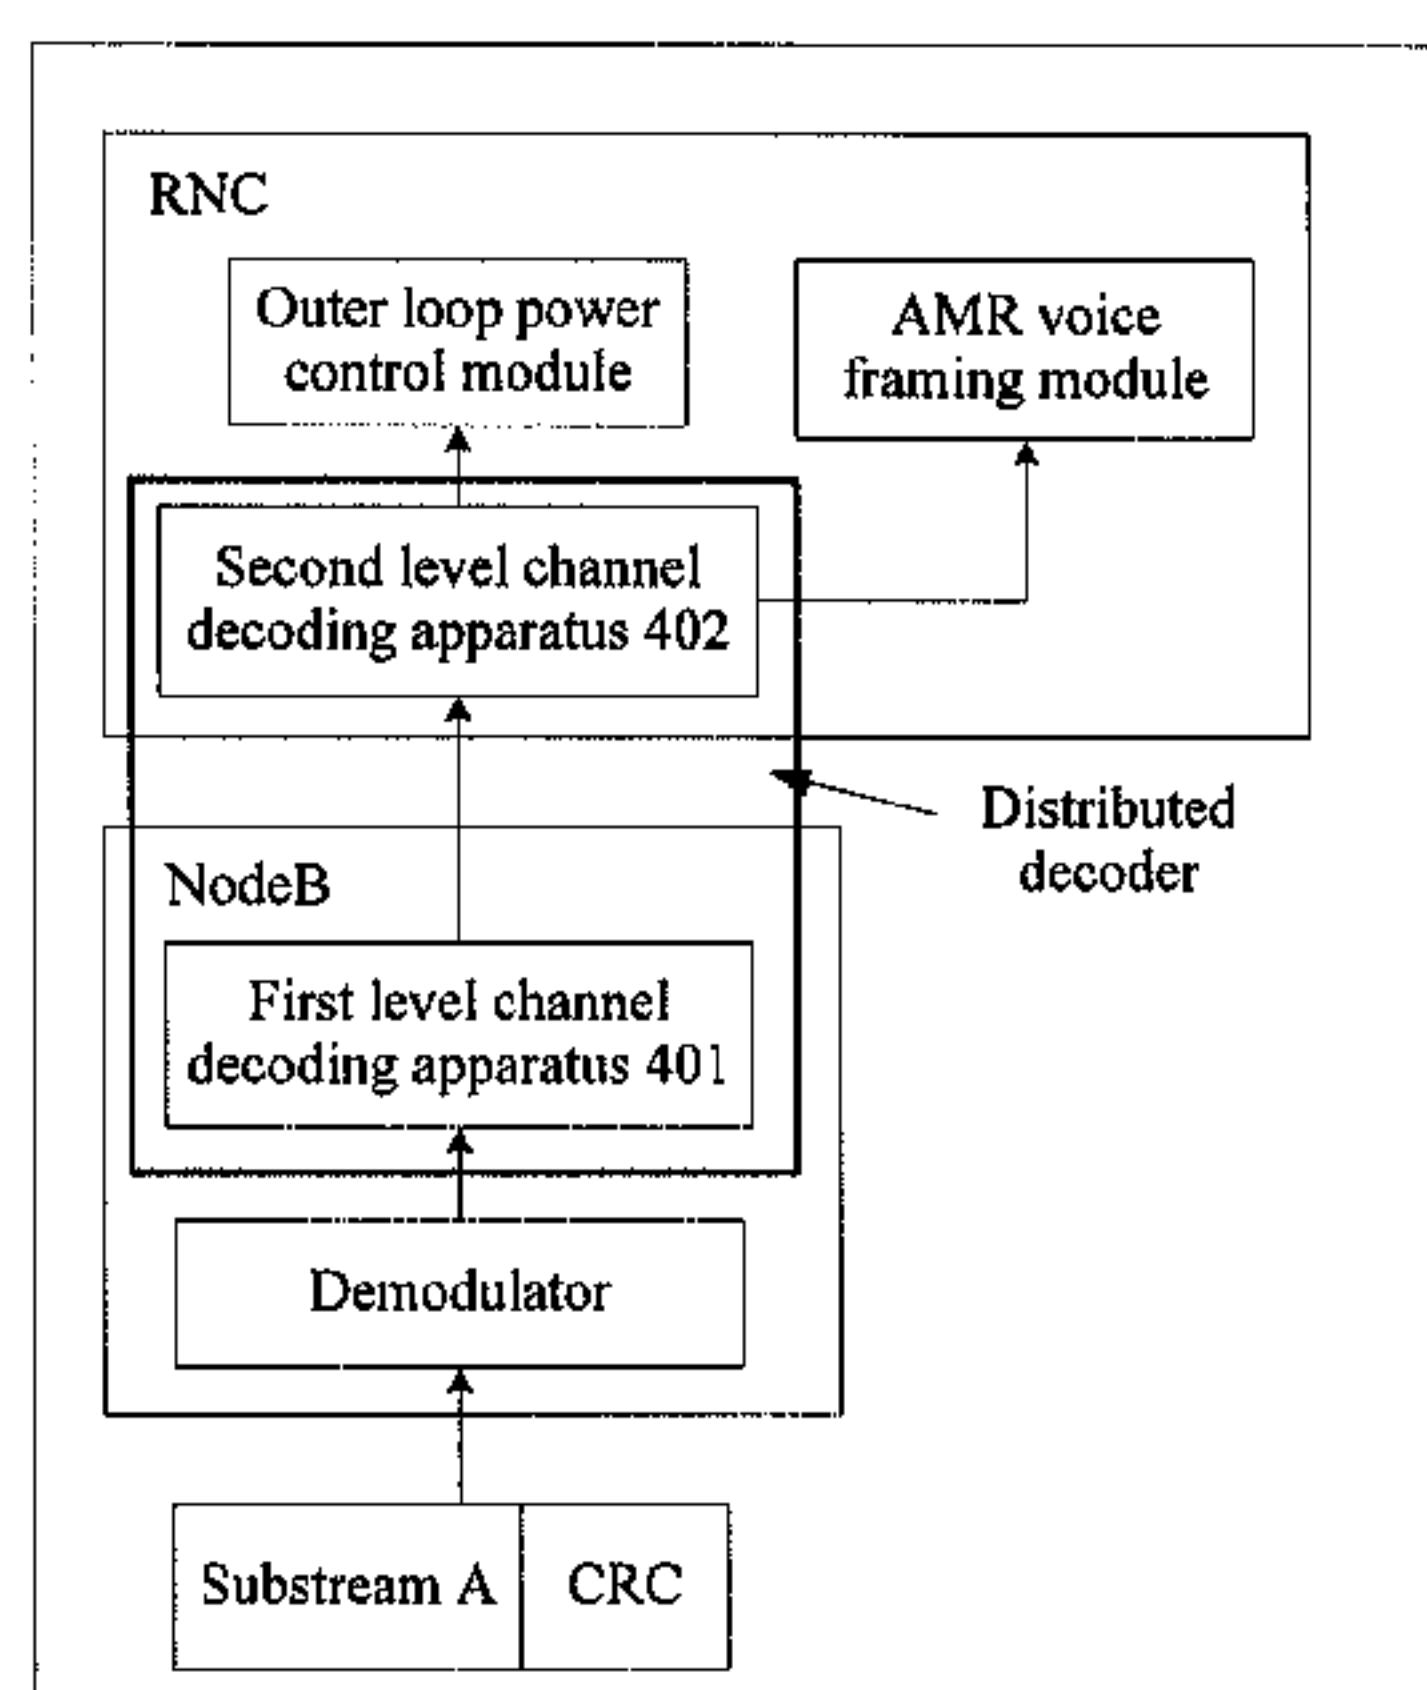 RNC
Outer loop power
control module
AMR voice
framing module
Second level channel
decoding apparatus 402
Distributed
decoder
NodeB
First level channel
decoding apparatus 401
Demodulator
Substream A
CRC